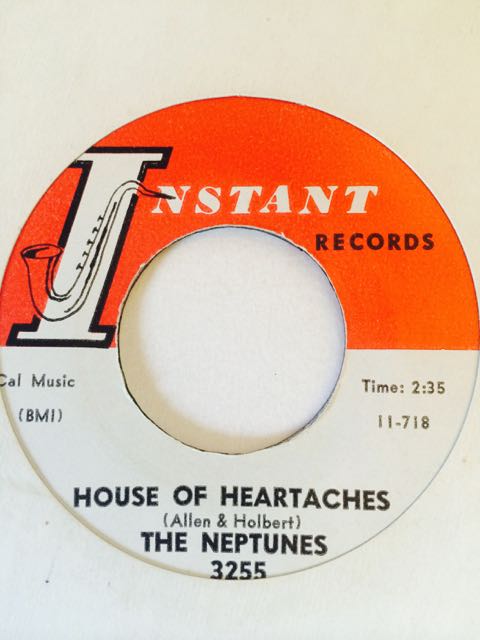 INSTANT
RECORDS
Cal Music
(BMI)
Time: 2:35
11-718
HOUSE OF HEARTACHES
(Allen & Holbert)
THE NEPTUNES
3255